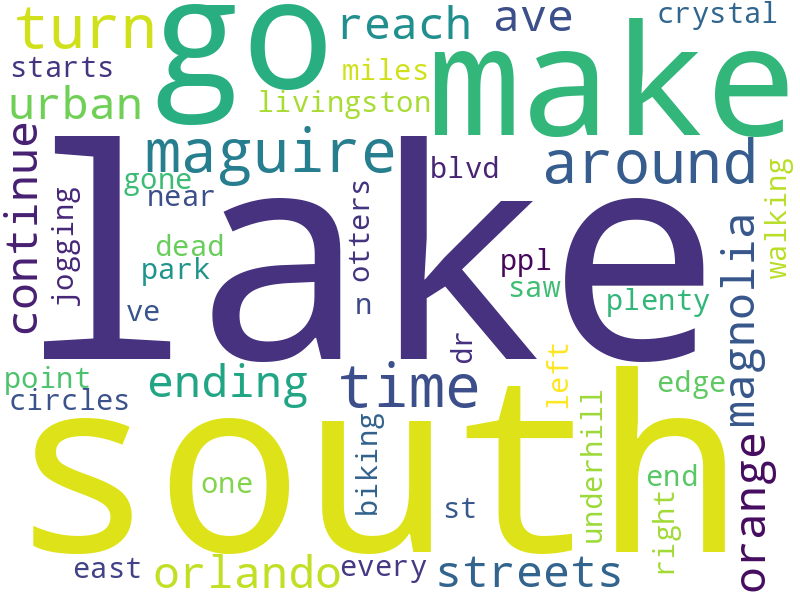 turn
go
reach
ave
crystal
starts
miles
make
urban
livingston
continue
maguire
blvd
around
gone
near
walking
jogging
otters
lake
dead
park
ppl
saw
plenty
magnolia
ve
n
dr
point
circles
ending
time
left
edge
south
biking
underhill
orange
one
st
end
right
east
orlando
every
streets